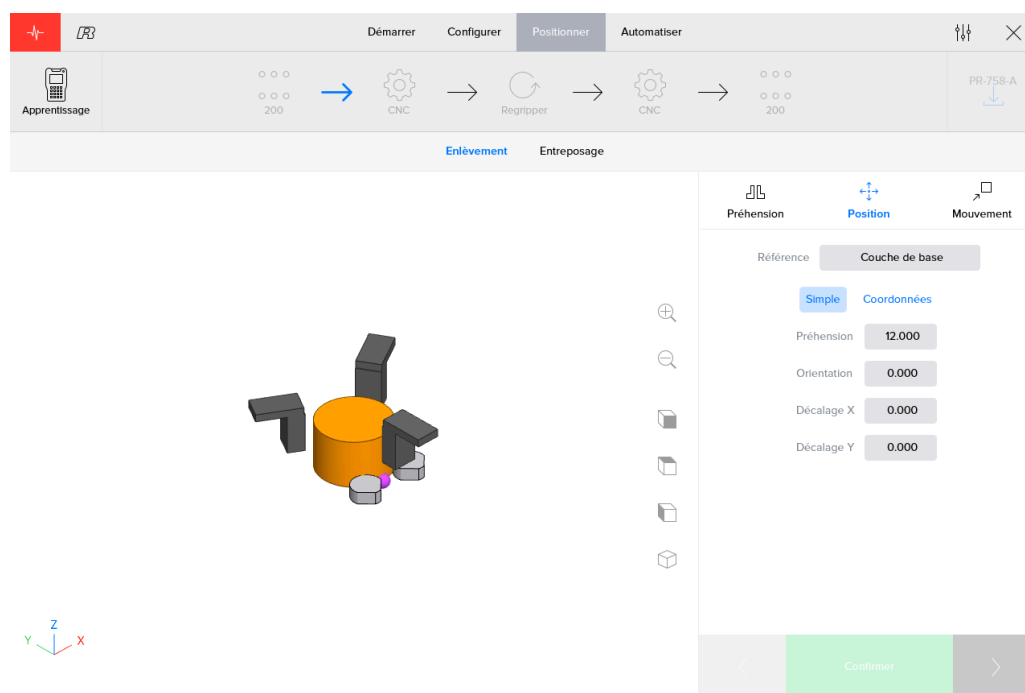 Démarrer Configurer Positionner Automatiser
Apprentissage 200 CNC Regripper CNC 200 PR-758-A
Enlèvement Entreposage
Préhension Position Mouvement
Référence Couche de base
Simple Coordonnées
Préhension 12.000
Orientation 0.000
Décalage X 0.000
Décalage Y 0.000
Z
Y X
Confirmer